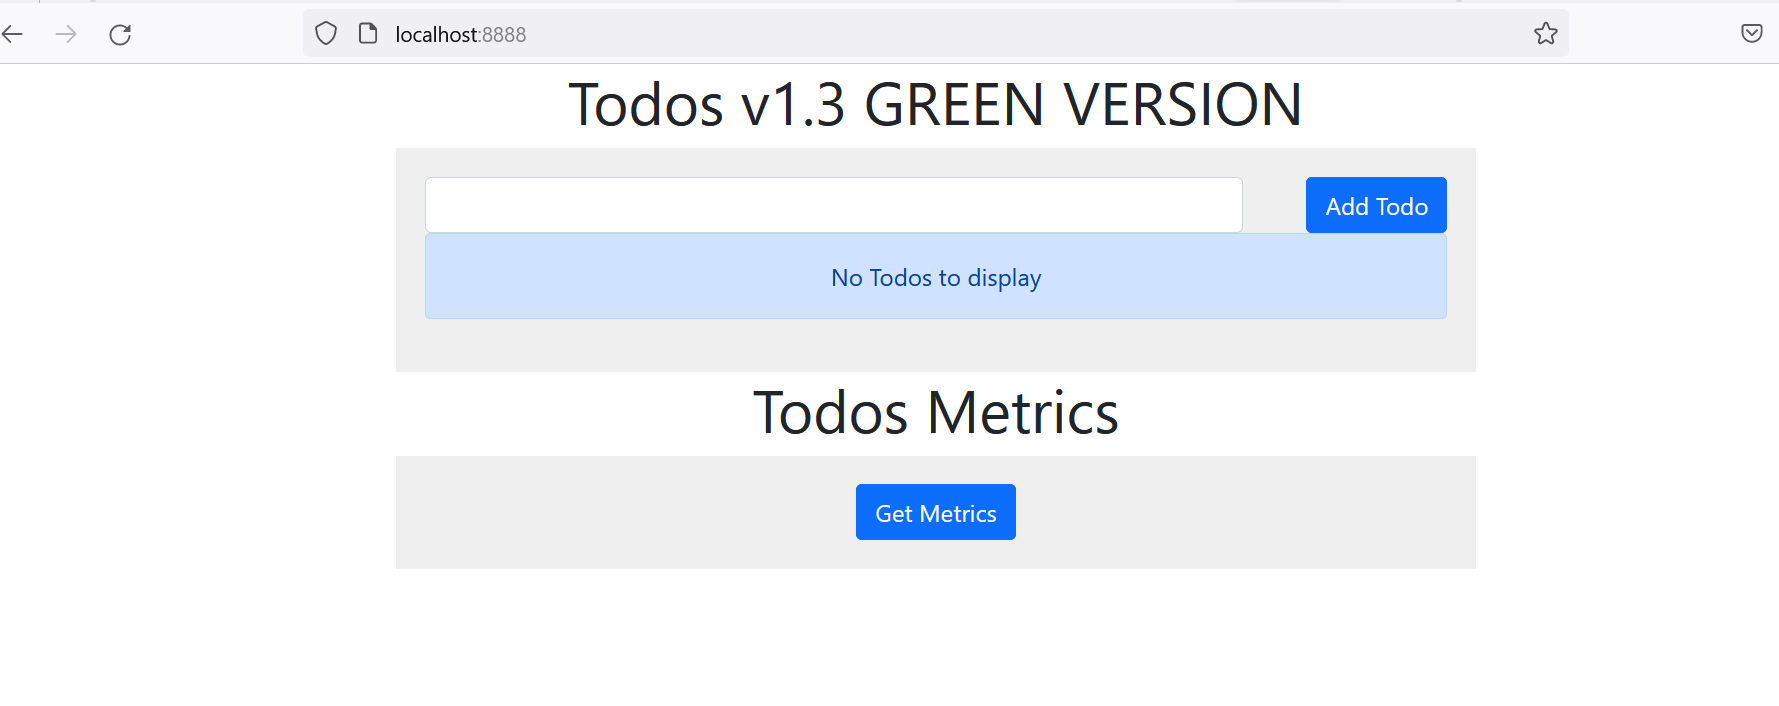 localhost:8888
Todos v1.3 GREEN VERSION
Add Todo
No Todos to display
Todos Metrics
Get Metrics